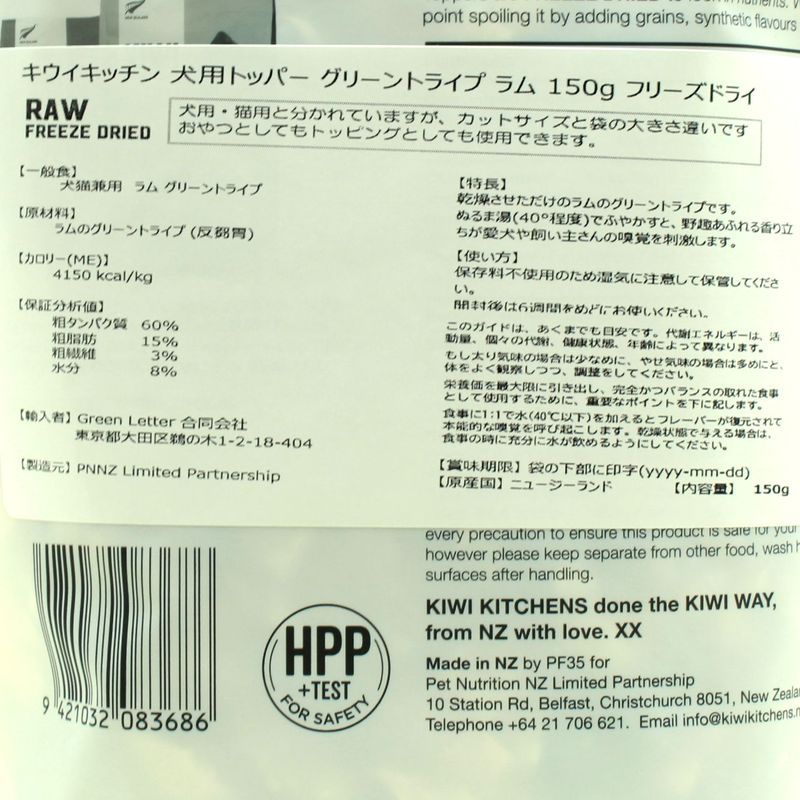 point spoiling it by adding grains, synthetic flavours
キウイキッチン 犬用トッパー グリーントライプ ラム 150g フリーズドライ
RAW
FREEZE DRIED
犬用・猫用と分かれていますが、カットサイズと袋の大きさ違いです
おやつとしてもトッピングとしても使用できます。
【一般食】
犬猫兼用 ラム グリーントライプ
【原材料】
ラムのグリーントライプ (反芻胃)
【カロリー(ME)】
4150 kcal/kg
【保証分析値】
粗タンパク質 60%
粗脂肪 15%
粗繊維 3%
水分 8%
【輸入者】Green Letter 合同会社
東京都大田区鵜の木1-2-18-404
【製造元】PNNZ Limited Partnership
【特長】
乾燥させただけのラムのグリーントライプです。
ぬるま湯(40°程度)でふやかすと、野趣あふれる香り立
ちが愛犬や飼い主さんの嗅覚を刺激します。
【使い方】
保存料不使用のため湿気に注意して保管してくださ
い。
開封後は6週間をめどにお使いください。
このガイドは、あくまでも目安です。代謝エネルギーは、活
動量、個々の代謝、健康状態、年齢によって異なります。
もし太り気味の場合は少なめに、やせ気味の場合は多めにと、
体をよく観察しつつ、調整をしてください。
栄養価を最大限に引き出し、完全かつバランスの取れた食事
として使用するために、重要なポイントを下に記します。
食事に1:1で水(40℃以下)を加えるとフレーバーが復元されて
本能的な嗅覚を呼び起こします。乾燥状態で与える場合は、
食事の時に充分に水が飲めるようにしてください。
【賞味期限】袋の下部に印字(yyyy-mm-dd)
【原産国】ニュージーランド 【内容量】 150g
every precaution to ensure this product is safe for your
however please keep separate from other food, wash
surfaces after handling.
KIWI KITCHENS done the KIWI WAY,
from NZ with love. XX
Made in NZ by PF35 for
Pet Nutrition NZ Limited Partnership
10 Station Rd, Belfast, Christchurch 8051, New
Telephone +64 21 706 621. Email info@kiwikitchens.
HPP
+TEST
FOR SAFETY
9 421032 083686